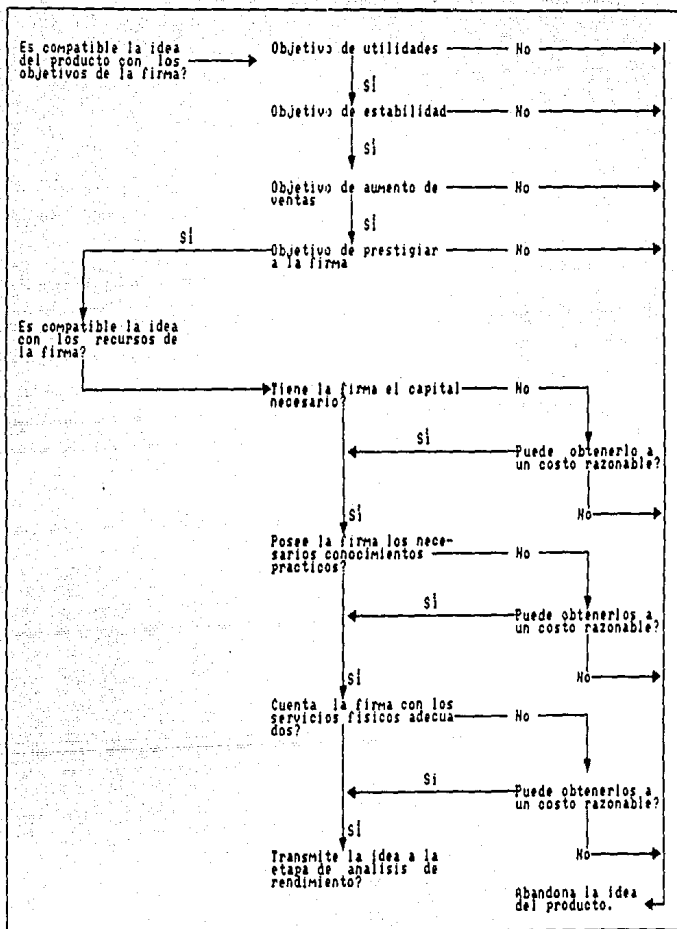 Es compatible la idea
del producto con los
objetivos de la firma?
Objetivo de utilidades
No
Sí
Objetivo de estabilidad
No
Sí
Objetivo de aumento de
ventas
No
Sí
Sí
Objetivo de prestigiar
a la firma
No
Es compatible la idea
con los recursos de
la firma?
Tiene la firma el capital
necesario?
No
Sí
Puede obtenerlo a
un costo razonable?
No
Sí
Posee la firma los nece-
sarios conocimientos
prácticos?
No
Sí
Puede obtenerlos a
un costo razonable?
No
Sí
Cuenta la firma con los
servicios físicos adecua
dos?
No
Sí
Puede obtenerlos a
un costo razonable?
Sí
No
Transmite la idea a la
etapa de análisis de
rendimiento?
Abandona la idea
del producto.